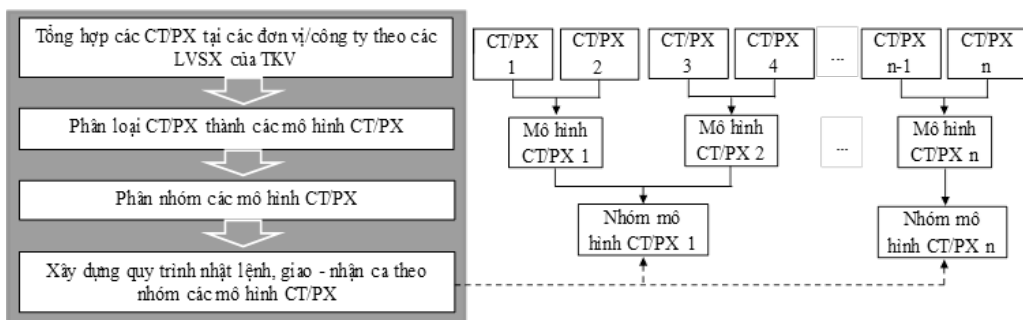 Tổng hợp các CT/PX tại các đơn vị/công ty theo các
LVSX của TKV
Phân loại CT/PX thành các mô hình CT/PX
Phân nhóm các mô hình CT/PX
Xây dựng quy trình nhật lệnh, giao - nhận ca theo
nhóm các mô hình CT/PX
CT/PX
1
CT/PX
2
CT/PX
3
CT/PX
4
...
CT/PX
n-1
CT/PX
n
Mô hình
CT/PX 1
Mô hình
CT/PX 2
...
Mô hình
CT/PX n
Nhóm mô
hình CT/PX 1
Nhóm mô
hình CT/PX n